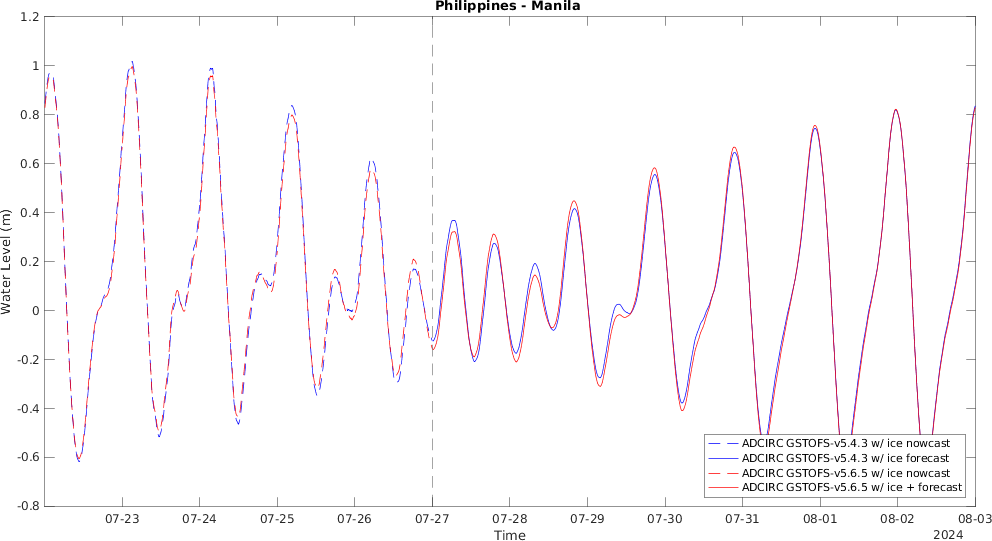 Philippines - Manila
1.2
1
0.8
0.6
0.4
0.2
0
-0.2
-0.4
-0.6
-0.8
Water Level (m)
ADCIRC GSTOFS-v5.4.3 w/ ice nowcast
ADCIRC GSTOFS-v5.4.3 w/ ice forecast
ADCIRC GSTOFS-v5.6.5 w/ ice nowcast
ADCIRC GSTOFS-v5.6.5 w/ ice + forecast
07-23 07-24 07-25 07-26 07-27 07-28 07-29 07-30 07-31 08-01 08-02 08-03
Time
2024